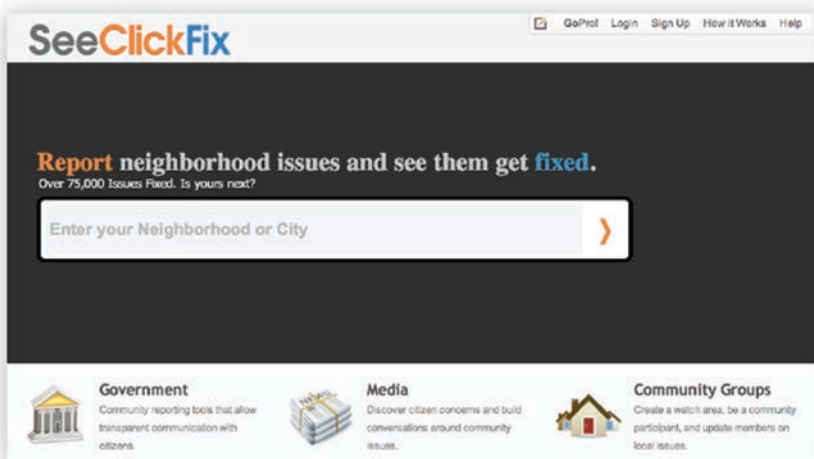 SeeClickFix
GoPro! Login Sign Up How it Works Help
Report neighborhood issues and see them get fixed.
Over 75,000 Issues Fixed. Is yours next?
Enter your Neighborhood or City
Government
Community reporting tools that allow
transparent communication with
citizens.
Media
Discover citizen concerns and build
conversations around community
issues.
Community Groups
Create a watch area, be a community
participant, and update members on
local issues.
NEWS